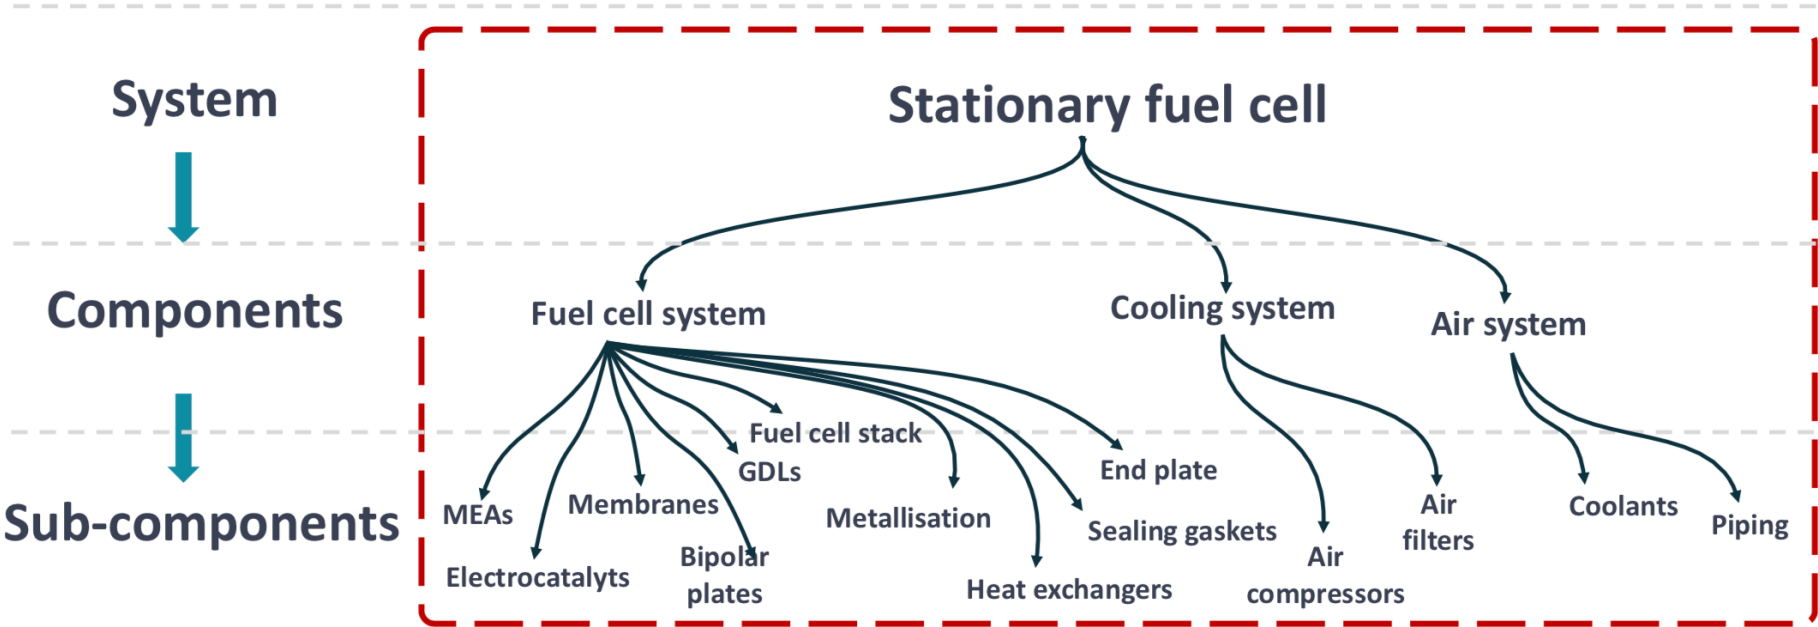 System
Stationary fuel cell
Components
Fuel cell system
Cooling system
Air system
Sub-components
Fuel cell stack
GDLs
End plate
MEAs
Membranes
Metallisation
Sealing gaskets
Air
filters
Coolants
Piping
Electrocatalyts
Bipolar
plates
Heat exchangers
Air
compressors